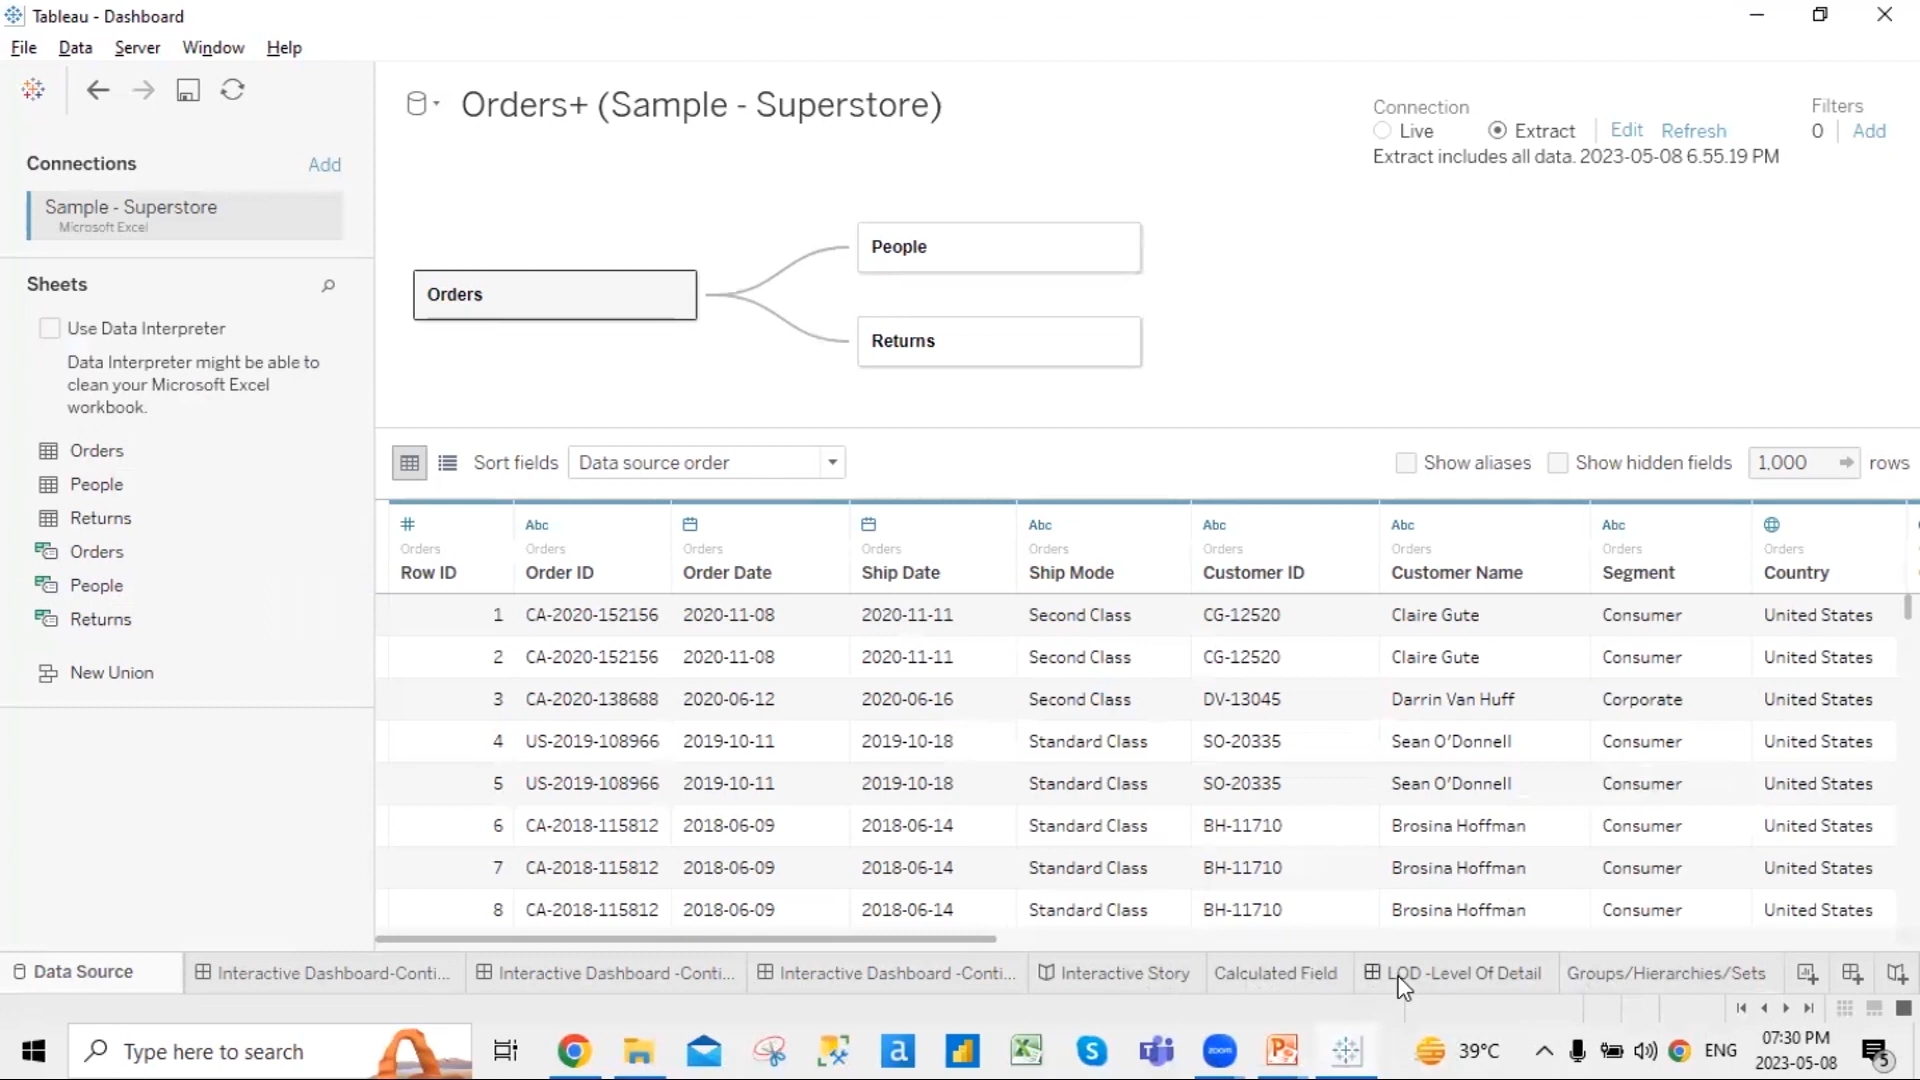 Tableau - Dashboard
File Data Server Window Help
Connections Add
Sample - Superstore
Microsoft Excel
Sheets
Use Data Interpreter
Data Interpreter might be able to
clean your Microsoft Excel
workbook.
Orders
People
Returns
Orders
People
Returns
New Union
Orders+ (Sample - Superstore)
Connection
Live Extract Edit Refresh
Extract includes all data. 2023-05-08 6.55.19 PM
Filters
0 Add
Orders
People
Returns
Sort fields Data source order Show aliases Show hidden fields 1,000 rows
# Abc Abc Abc Abc Abc
Orders Orders Orders Orders Orders Orders Orders Orders Orders
Row ID Order ID Order Date Ship Date Ship Mode Customer ID Customer Name Segment Country
1 CA-2020-152156 2020-11-08 2020-11-11 Second Class CG-12520 Claire Gute Consumer United States
2 CA-2020-152156 2020-11-08 2020-11-11 Second Class CG-12520 Claire Gute Consumer United States
3 CA-2020-138688 2020-06-12 2020-06-16 Second Class DV-13045 Darrin Van Huff Corporate United States
4 US-2019-108966 2019-10-11 2019-10-18 Standard Class SO-20335 Sean O'Donnell Consumer United States
5 US-2019-108966 2019-10-11 2019-10-18 Standard Class SO-20335 Sean O'Donnell Consumer United States
6 CA-2018-115812 2018-06-09 2018-06-14 Standard Class BH-11710 Brosina Hoffman Consumer United States
7 CA-2018-115812 2018-06-09 2018-06-14 Standard Class BH-11710 Brosina Hoffman Consumer United States
8 CA-2018-115812 2018-06-09 2018-06-14 Standard Class BH-11710 Brosina Hoffman Consumer United States
Data Source Interactive Dashboard-Conti... Interactive Dashboard -Conti... Interactive Dashboard -Conti... Interactive Story Calculated Field LOD -Level Of Detail Groups/Hierarchies/Sets
Type here to search a zoom 39°C ENG 07:30 PM
2023-05-08 5